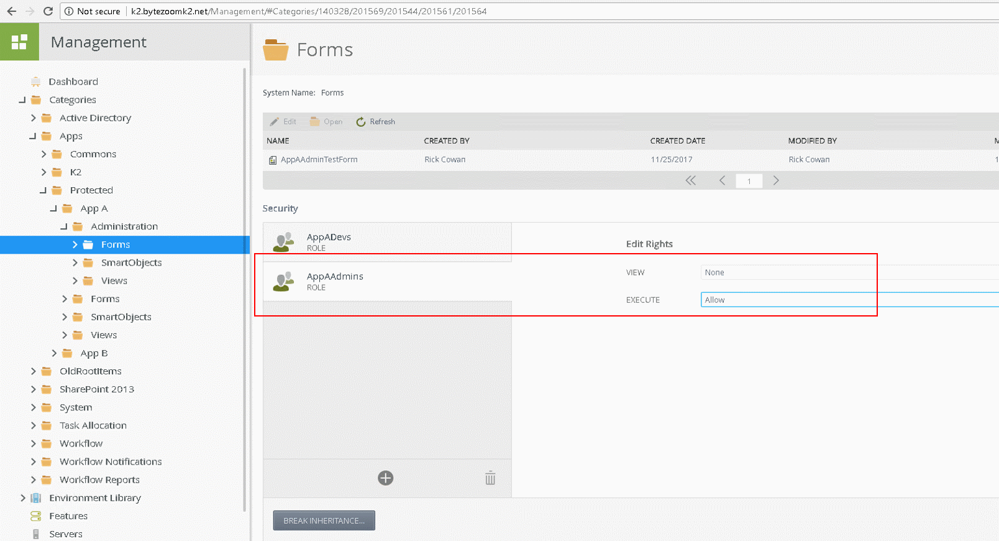 Not secure k2.bytezoomk2.net/Management/#Categories/140328/201569/201544/201561/201564
Management
Dashboard
Categories
Active Directory
Apps
Commons
K2
Protected
App A
Administration
Forms
SmartObjects
Views
Forms
SmartObjects
Views
App B
OldRootItems
SharePoint 2013
System
Task Allocation
Workflow
Workflow Notifications
Workflow Reports
Environment Library
Features
Servers
Forms
System Name: Forms
Edit Open Refresh
NAME CREATED BY CREATED DATE MODIFIED BY M
AppAAdminTestForm Rick Cowan 11/25/2017 Rick Cowan 1
1
Security
AppADevs
ROLE
AppAAdmins
ROLE
Edit Rights
VIEW None
EXECUTE Allow
BREAK INHERITANCE...